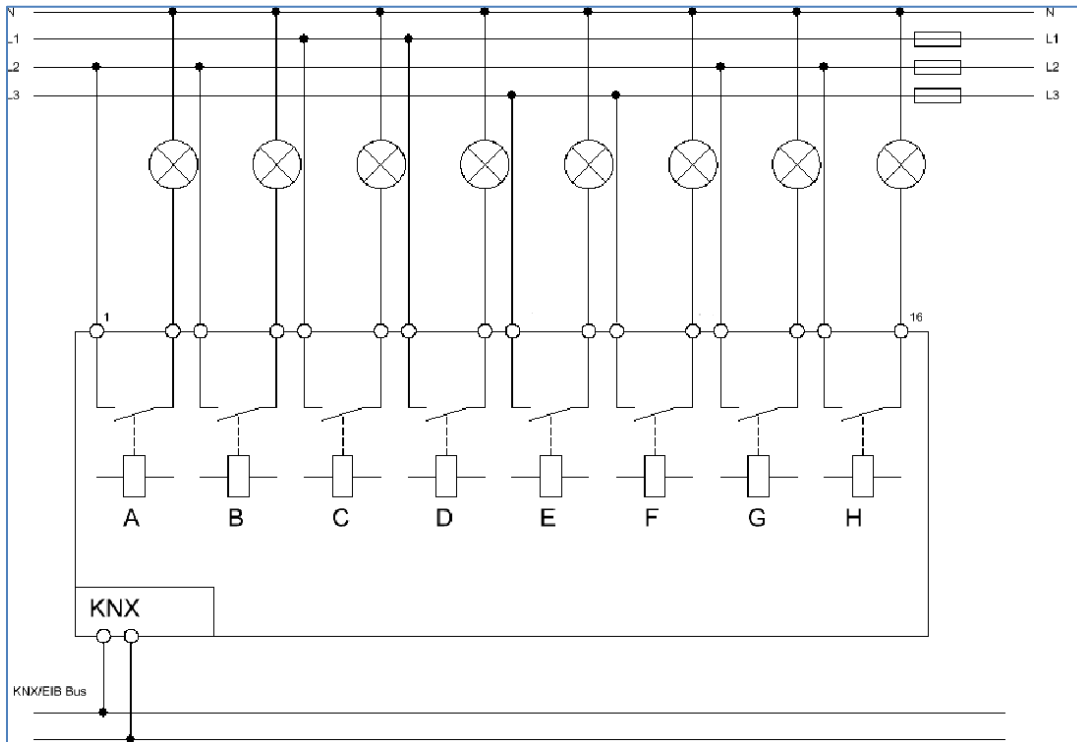 N N
L1 L1
L2 L2
L3 L3
1 16
A B C D E F G H
KNX
KNX/EIB Bus